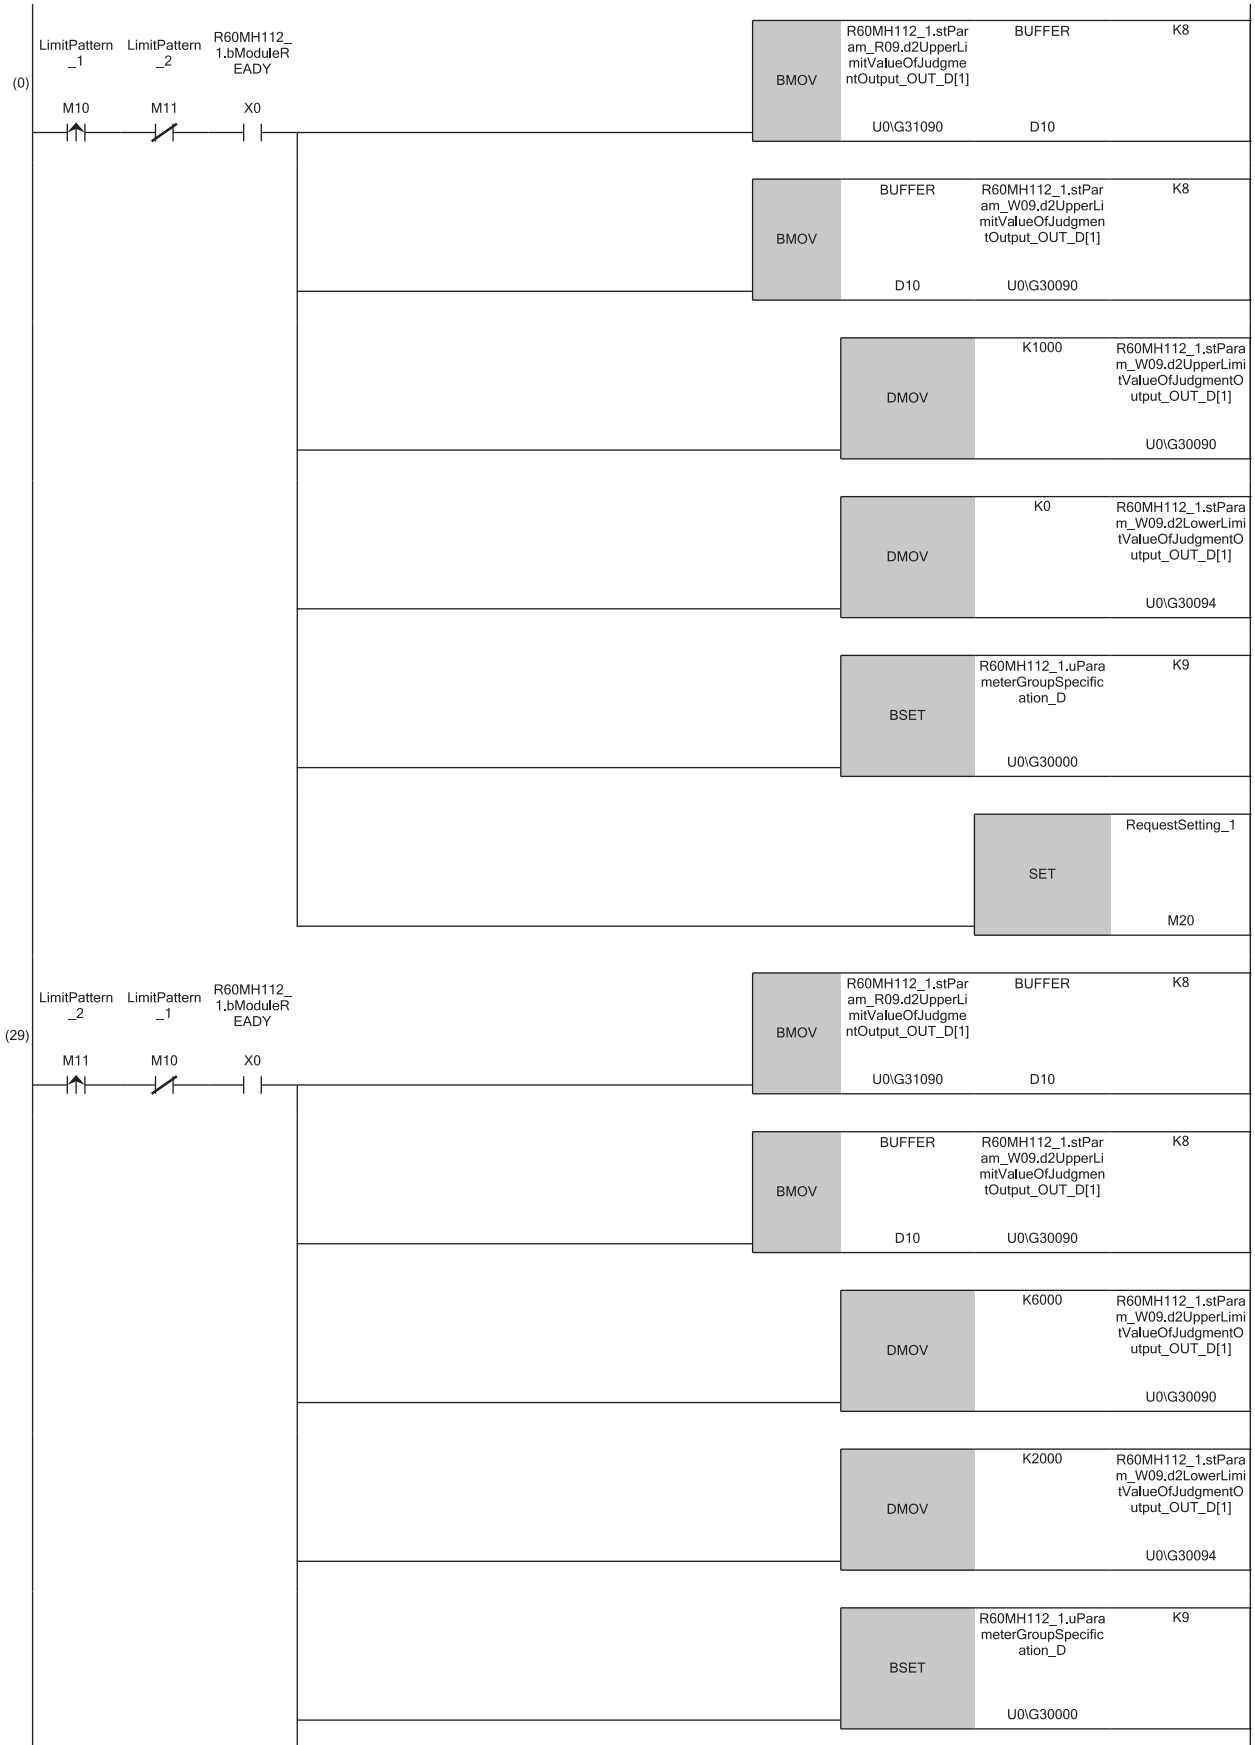 LimitPattern
_1
LimitPattern
_2
R60MH112_
1.bModuleR
EADY
(0)
M10
M11
X0
BMOV
R60MH112_1.stPar
am_R09.d2UpperLi
mitValueOfJudgme
ntOutput_OUT_D[1]
U0\G31090
BUFFER
D10
K8
BMOV
BUFFER
D10
R60MH112_1.stPar
am_W09.d2UpperLi
mitValueOfJudgmen
tOutput_OUT_D[1]
U0\G30090
K8
DMOV
K1000
R60MH112_1.stPara
m_W09.d2UpperLimi
tValueOfJudgmentO
utput_OUT_D[1]
U0\G30090
DMOV
K0
R60MH112_1.stPara
m_W09.d2LowerLimi
tValueOfJudgmentO
utput_OUT_D[1]
U0\G30094
BSET
R60MH112_1.uPara
meterGroupSpecific
ation_D
U0\G30000
K9
SET
RequestSetting_1
M20
LimitPattern
_2
LimitPattern
_1
R60MH112_
1.bModuleR
EADY
(29)
M11
M10
X0
BMOV
R60MH112_1.stPar
am_R09.d2UpperLi
mitValueOfJudgme
ntOutput_OUT_D[1]
U0\G31090
BUFFER
D10
K8
BMOV
BUFFER
D10
R60MH112_1.stPar
am_W09.d2UpperLi
mitValueOfJudgmen
tOutput_OUT_D[1]
U0\G30090
K8
DMOV
K6000
R60MH112_1.stPara
m_W09.d2UpperLimi
tValueOfJudgmentO
utput_OUT_D[1]
U0\G30090
DMOV
K2000
R60MH112_1.stPara
m_W09.d2LowerLimi
tValueOfJudgmentO
utput_OUT_D[1]
U0\G30094
BSET
R60MH112_1.uPara
meterGroupSpecific
ation_D
U0\G30000
K9